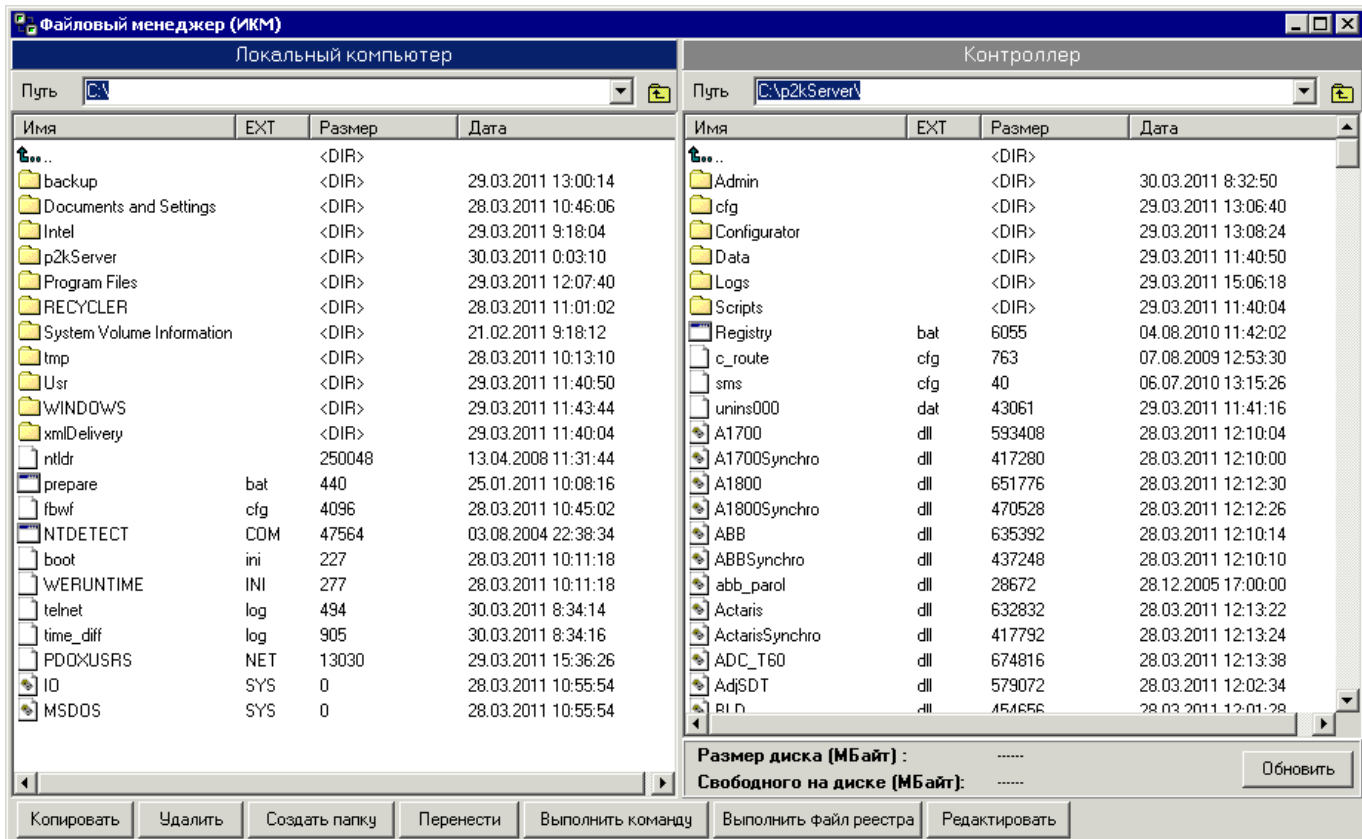 Файловый менеджер (ИКМ)
Локальный компьютер
Путь C:\
Имя EXT Размер Дата
.. <DIR>
backup <DIR> 29.03.2011 13:00:14
Documents and Settings <DIR> 28.03.2011 10:46:06
Intel <DIR> 29.03.2011 9:18:04
p2kServer <DIR> 30.03.2011 0:03:10
Program Files <DIR> 29.03.2011 12:07:40
RECYCLER <DIR> 28.03.2011 11:01:02
System Volume Information <DIR> 21.02.2011 9:18:12
tmp <DIR> 28.03.2011 10:13:10
Usr <DIR> 29.03.2011 11:40:50
WINDOWS <DIR> 29.03.2011 11:43:44
xmlDelivery <DIR> 29.03.2011 11:40:04
ntldr 250048 13.04.2008 11:31:44
prepare bat 440 25.01.2011 10:08:16
fbwf cfg 4096 28.03.2011 10:45:02
NTDETECT COM 47564 03.08.2004 22:38:34
boot ini 227 28.03.2011 10:11:18
WERUNTIME INI 277 28.03.2011 10:11:18
telnet log 494 30.03.2011 8:34:14
time_diff log 905 30.03.2011 8:34:16
PDOXUSRS NET 13030 29.03.2011 15:36:26
IO SYS 0 28.03.2011 10:55:54
MSDOS SYS 0 28.03.2011 10:55:54
Контроллер
Путь C:\p2kServer\
Имя EXT Размер Дата
.. <DIR>
Admin <DIR> 30.03.2011 8:32:50
cfg <DIR> 29.03.2011 13:06:40
Configurator <DIR> 29.03.2011 13:08:24
Data <DIR> 29.03.2011 11:40:50
Logs <DIR> 29.03.2011 15:06:18
Scripts <DIR> 29.03.2011 11:40:04
Registry bat 6055 04.08.2010 11:42:02
c_route cfg 763 07.08.2009 12:53:30
sms cfg 40 06.07.2010 13:15:26
unins000 dat 43061 29.03.2011 11:41:16
A1700 dll 593408 28.03.2011 12:10:04
A1700Synchro dll 417280 28.03.2011 12:10:00
A1800 dll 651776 28.03.2011 12:12:30
A1800Synchro dll 470528 28.03.2011 12:12:26
ABB dll 635392 28.03.2011 12:10:14
ABBSynchro dll 437248 28.03.2011 12:10:10
abb_parol dll 28672 28.12.2005 17:00:00
Actaris dll 632832 28.03.2011 12:13:22
ActarisSynchro dll 417792 28.03.2011 12:13:24
ADC_T60 dll 674816 28.03.2011 12:13:38
AdjSDT dll 579072 28.03.2011 12:02:34
BLD dll 454656 28.03.2011 12:01:28
Размер диска (МБайт) : ------
Свободного на диске (МБайт): ------
Обновить
Копировать Удалить Создать папку Перенести Выполнить команду Выполнить файл реестра Редактировать